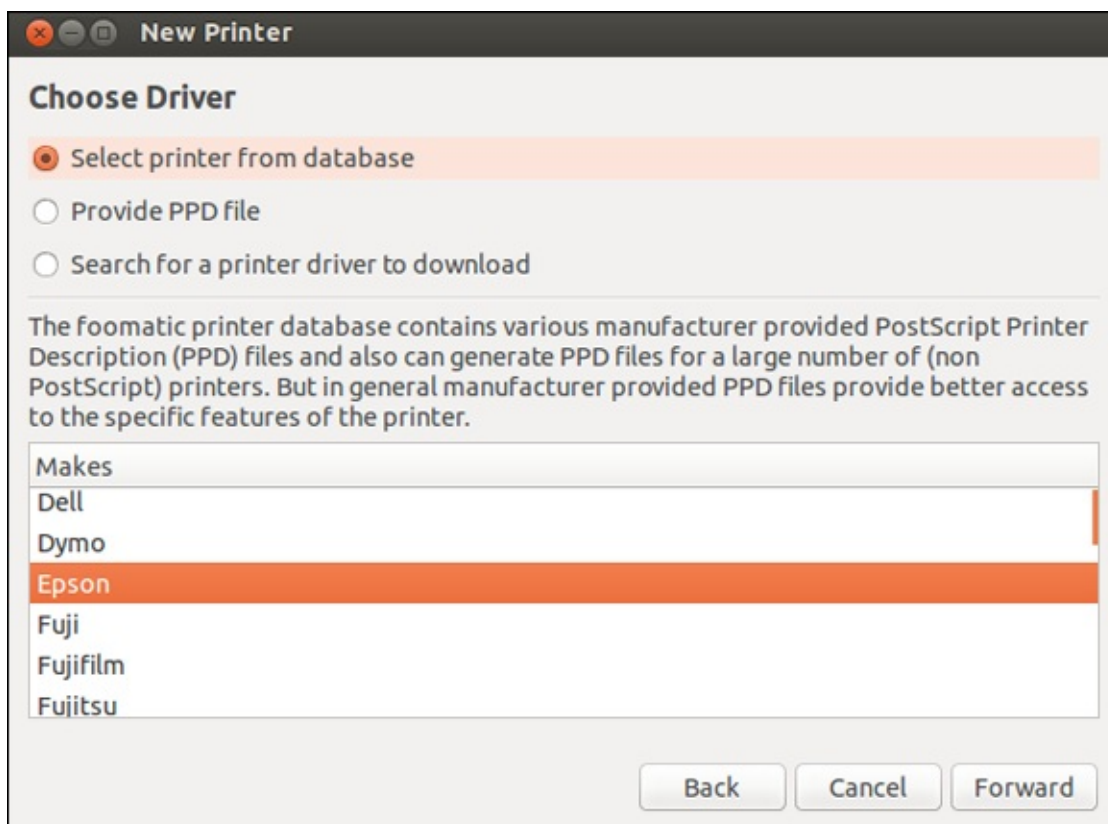 New Printer
Choose Driver
Select printer from database
Provide PPD file
Search for a printer driver to download
The foomatic printer database contains various manufacturer provided PostScript Printer
Description (PPD) files and also can generate PPD files for a large number of (non
PostScript) printers. But in general manufacturer provided PPD files provide better access
to the specific features of the printer.
Makes
Dell
Dymo
Epson
Fuji
Fujifilm
Fujitsu
Back Cancel Forward